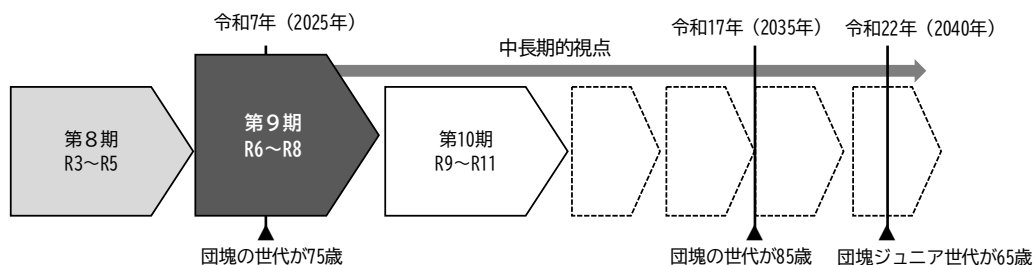 令和7年（2025年）
令和17年（2035年）
令和22年（2040年）
中長期的視点
第８期
R3～R5
第９期
R6～R8
第10期
R9～R11
団塊の世代が75歳
団塊の世代が85歳
団塊ジュニア世代が65歳